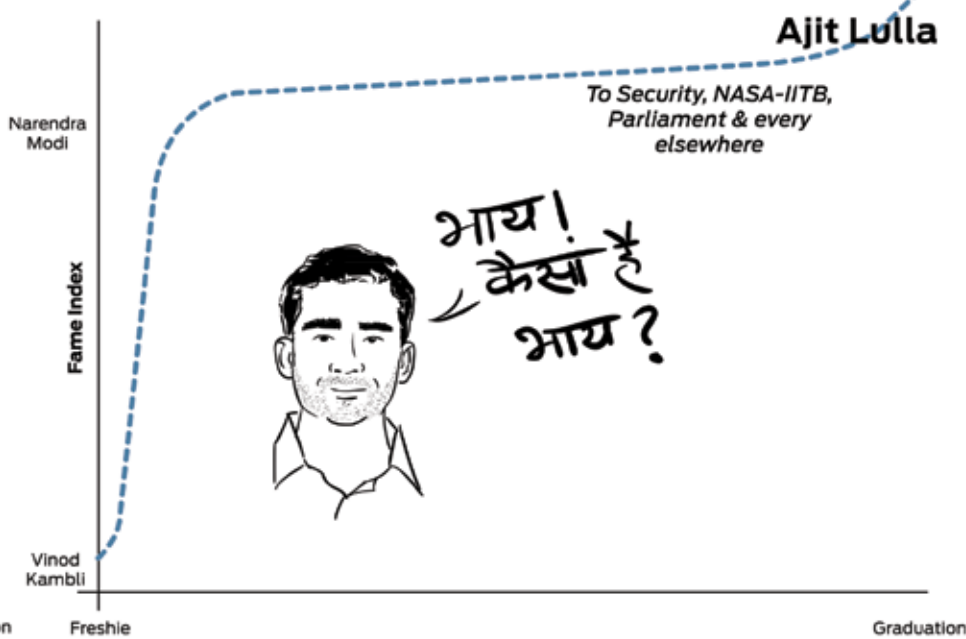 Ajit Lulla
To Security, NASA-IITB,
Parliament & every
elsewhere
Narendra
Modi
भाय!
कैसा है
भाय?
Fame Index
Vinod
Kambli
Freshie
Graduation